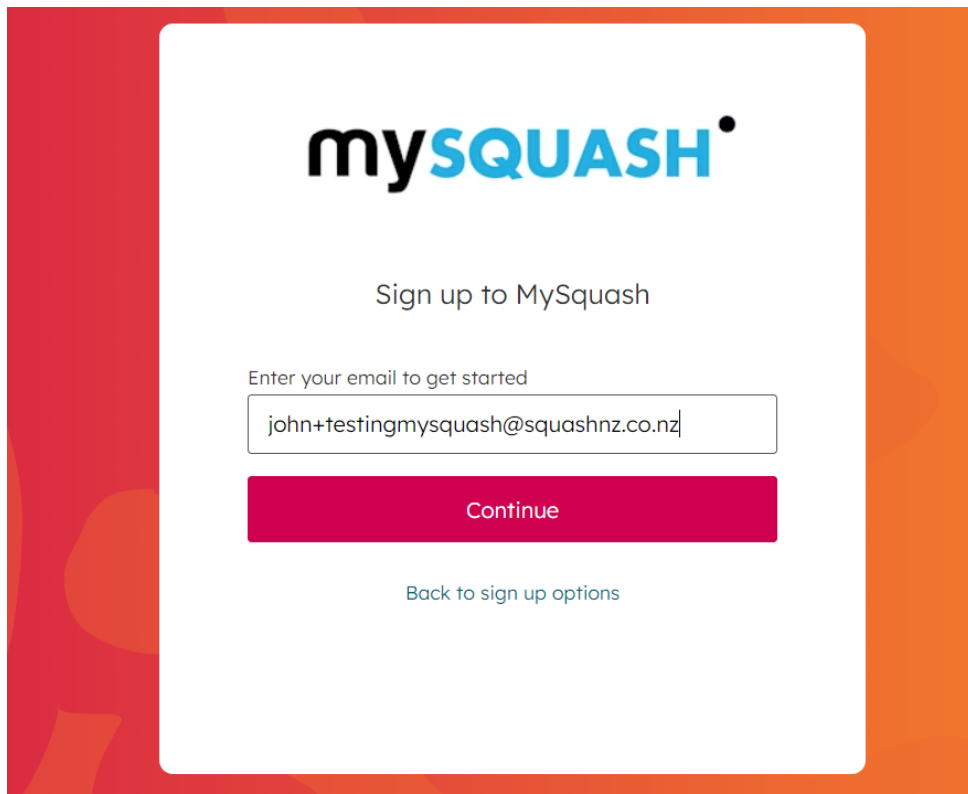 mySQUASH
Sign up to MySquash
Enter your email to get started
john+testingmysquash@squashnz.co.nz
Continue
Back to sign up options